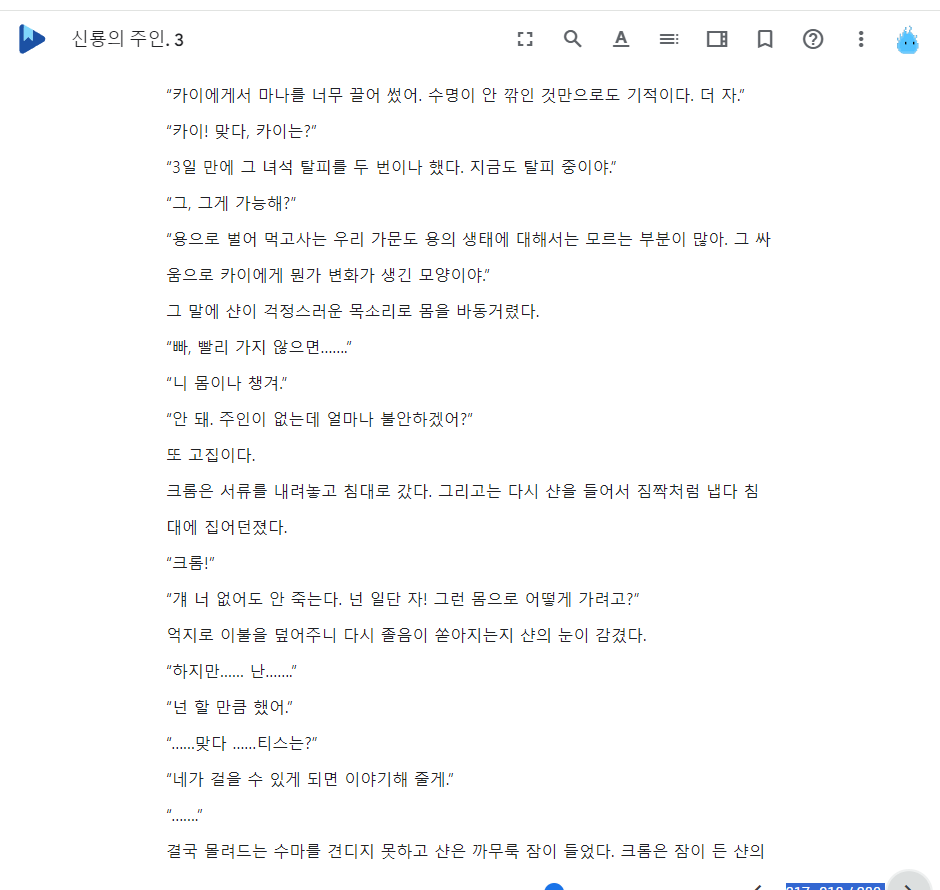 신룡의 주인. 3
“카이에게서 마나를 너무 끌어 썼어. 수명이 안 깎인 것만으로도 기적이다. 더 자.”
“카이! 맞다, 카이는?”
“3일 만에 그 녀석 탈피를 두 번이나 했다. 지금도 탈피 중이야.”
“그, 그게 가능해?”
“용으로 벌어 먹고사는 우리 가문도 용의 생태에 대해서는 모르는 부분이 많아. 그 싸
움으로 카이에게 뭔가 변화가 생긴 모양이야.”
그 말에 샨이 걱정스러운 목소리로 몸을 바동거렸다.
“빠, 빨리 가지 않으면…….”
“니 몸이나 챙겨.”
“안 돼. 주인이 없는데 얼마나 불안하겠어?”
또 고집이다.
크롬은 서류를 내려놓고 침대로 갔다. 그리고는 다시 샨을 들어서 짐짝처럼 냅다 침
대에 집어던졌다.
“크롬!”
“걔 너 없어도 안 죽는다. 넌 일단 자! 그런 몸으로 어떻게 가려고?”
억지로 이불을 덮어주니 다시 졸음이 쏟아지는지 샨의 눈이 감겼다.
“하지만…… 난…….”
“넌 할 만큼 했어.”
“……맞다 ……티스는?”
“네가 걸을 수 있게 되면 이야기해 줄게.”
“…….”
결국 몰려드는 수마를 견디지 못하고 샨은 까무룩 잠이 들었다. 크롬은 잠이 든 샨의